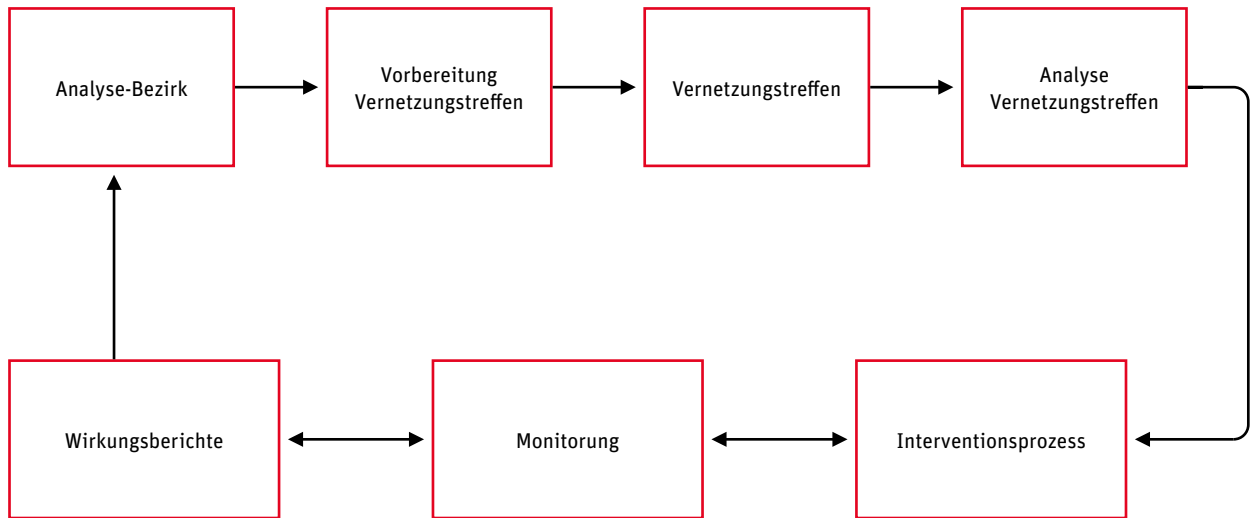 Analyse-Bezirk
Vorbereitung
Vernetzungstreffen
Vernetzungstreffen
Analyse
Vernetzungstreffen
Wirkungsberichte
Monitorung
Interventionsprozess